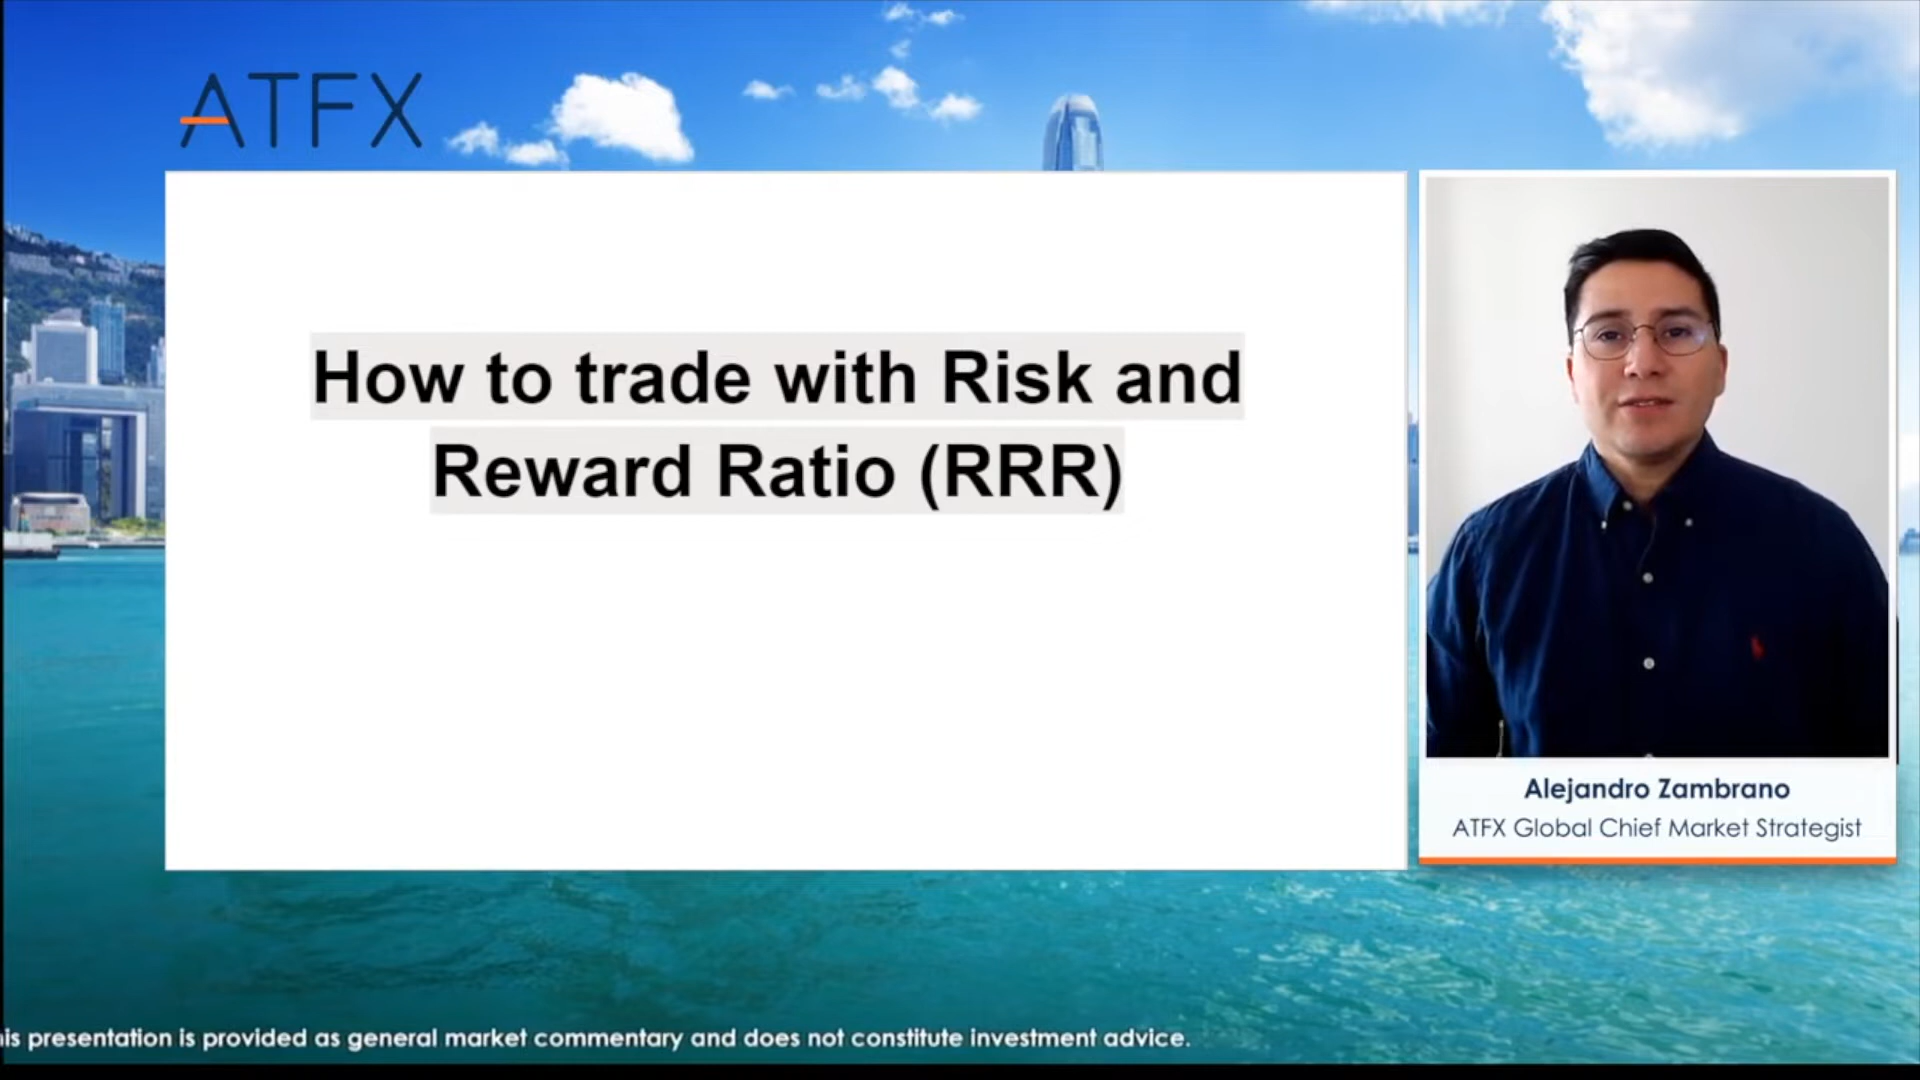 ATFX
How to trade with Risk and
Reward Ratio (RRR)
Alejandro Zambrano
ATFX Global Chief Market Strategist
is presentation is provided as general market commentary and does not constitute investment advice.